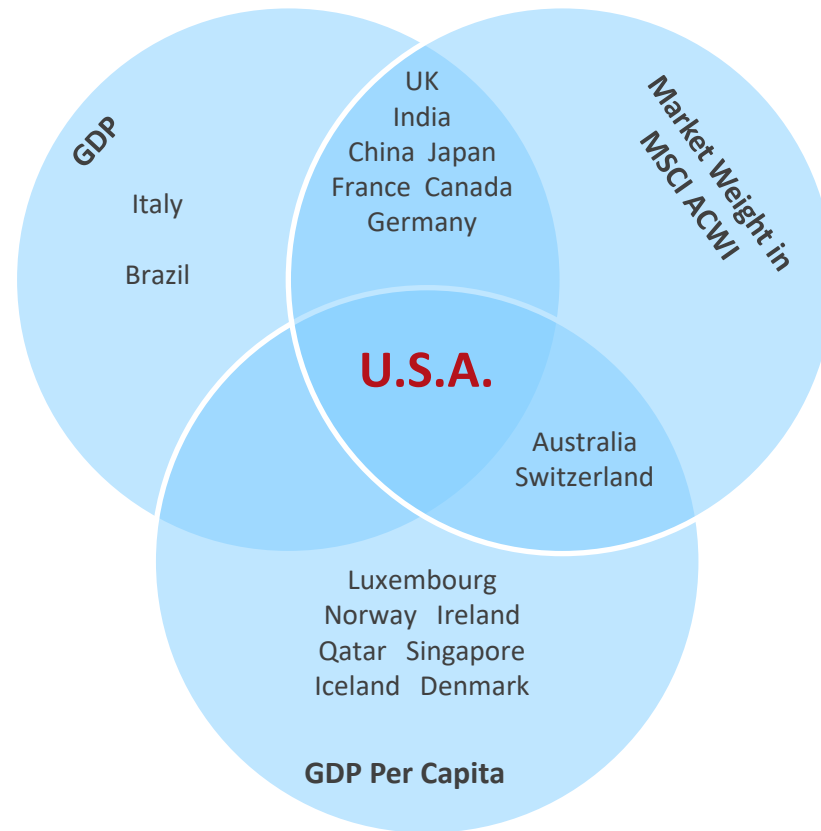 GDP
Italy
Brazil
UK
India
China Japan
France Canada
Germany
Market Weight in
MSCI ACWI
U.S.A.
Australia
Switzerland
Luxembourg
Norway Ireland
Qatar Singapore
Iceland Denmark
GDP Per Capita